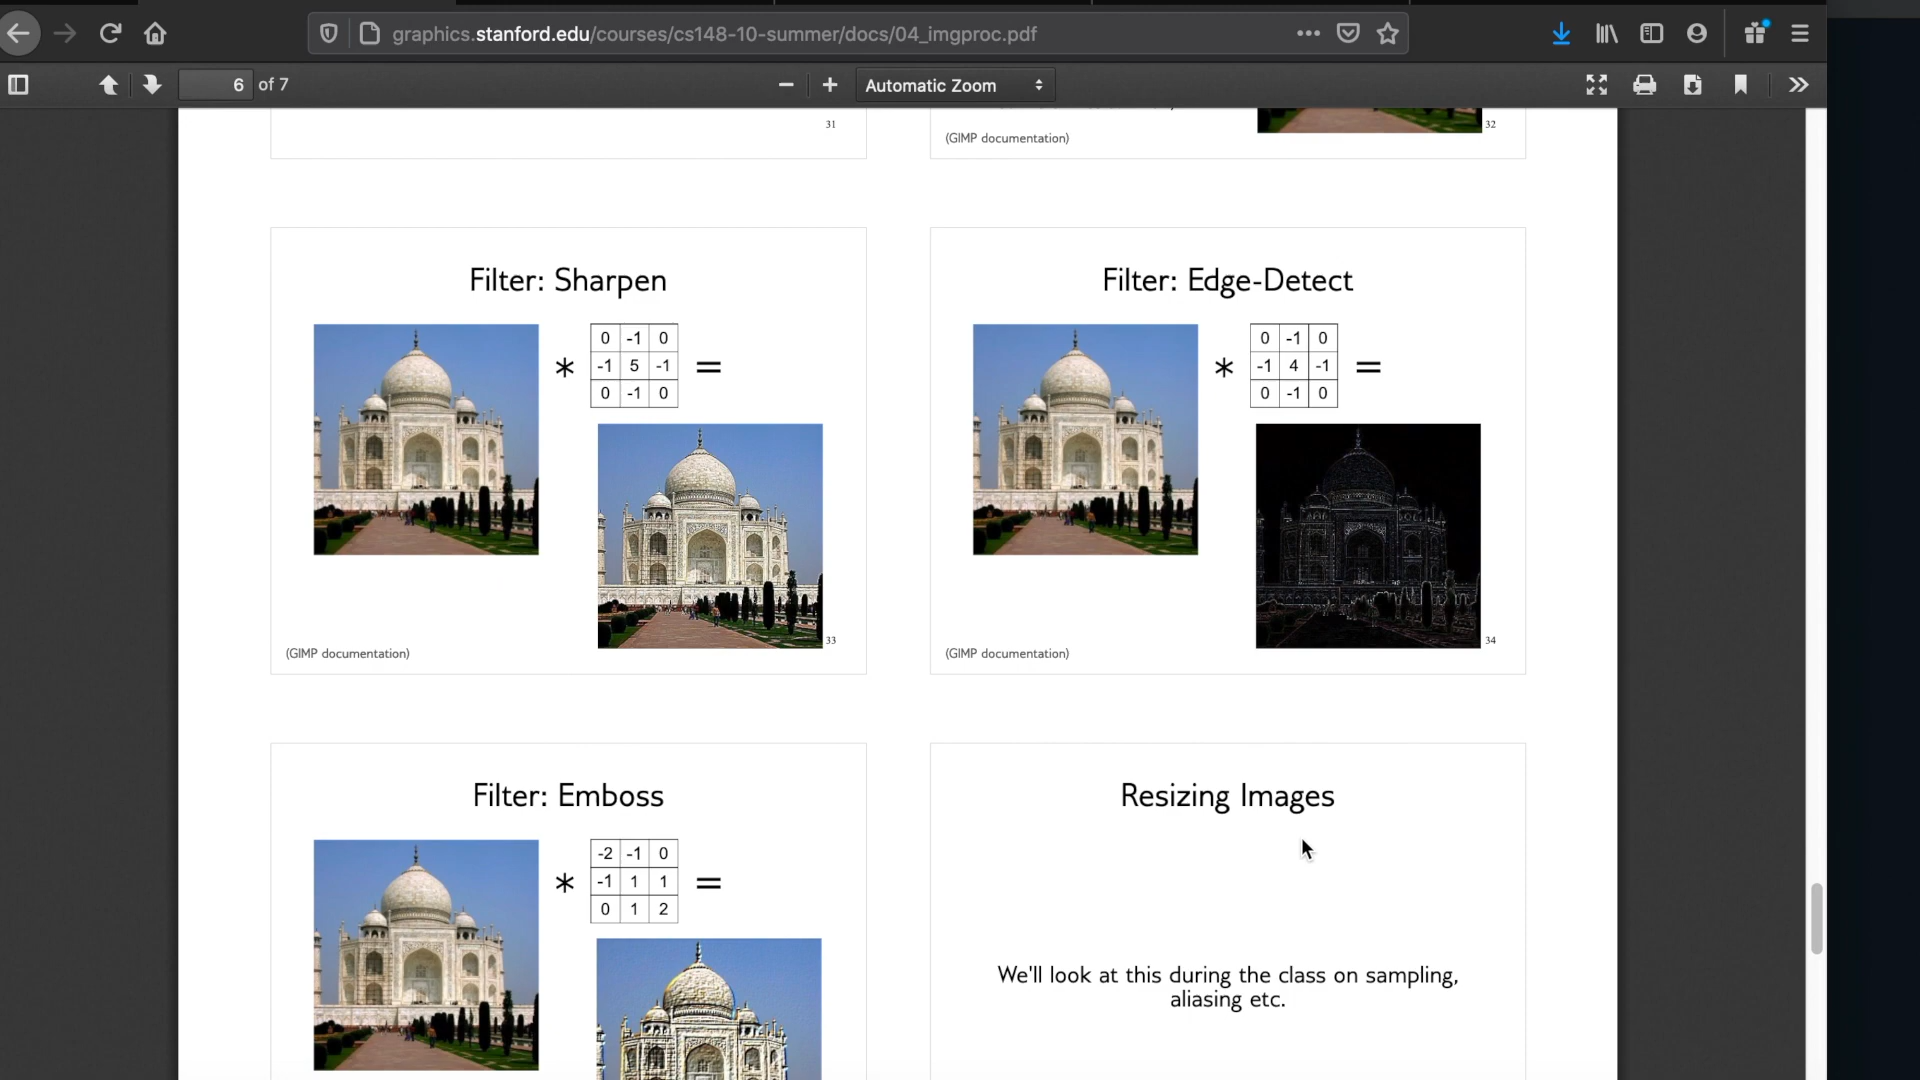 graphics.stanford.edu/courses/cs148-10-summer/docs/04_imgproc.pdf
6 of 7
Automatic Zoom
31
(GIMP documentation)
32
Filter: Sharpen
*
0 -1 0
-1 5 -1
0 -1 0
=
(GIMP documentation)
33
Filter: Edge-Detect
*
0 -1 0
-1 4 -1
0 -1 0
=
(GIMP documentation)
34
Filter: Emboss
*
-2 -1 0
-1 1 1
0 1 2
=
Resizing Images
We'll look at this during the class on sampling,
aliasing etc.